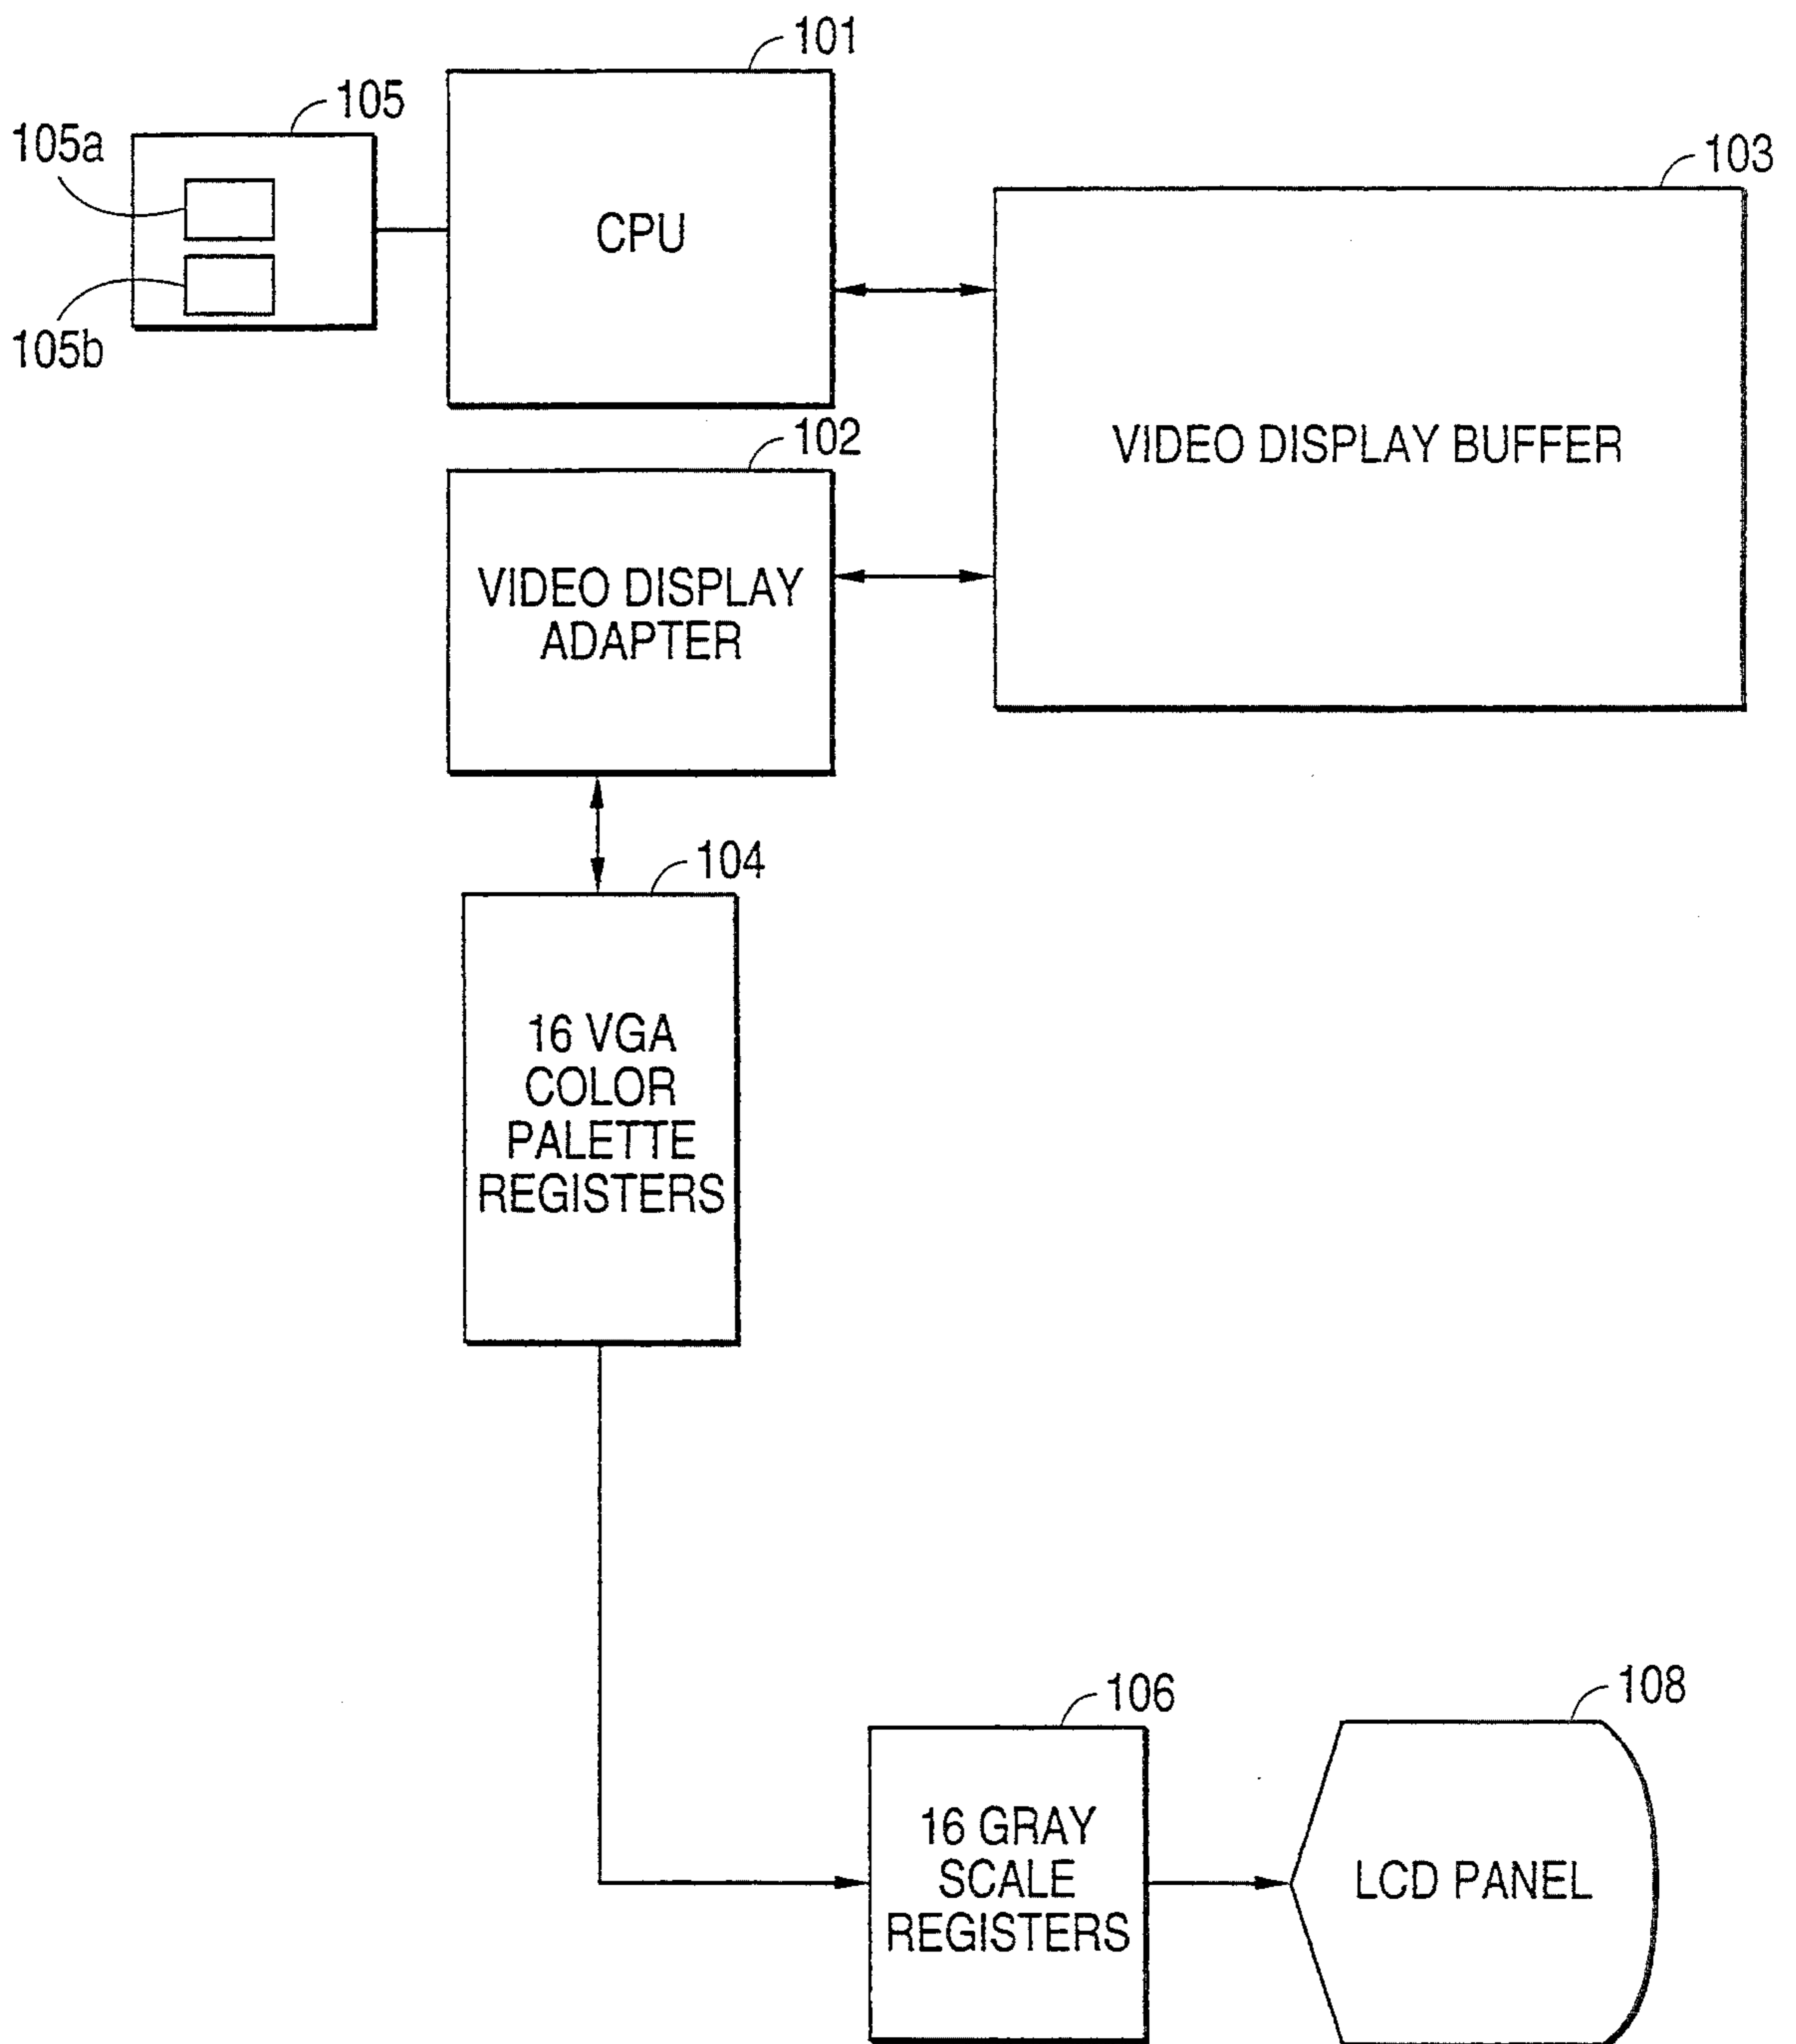 101
105
105a
103
CPU
105b
102
VIDEO DISPLAY BUFFER
VIDEO DISPLAY
ADAPTER
104
16 VGA
COLOR
PALETTE
REGISTERS
106
108
16 GRAY
SCALE
REGISTERS
LCD PANEL